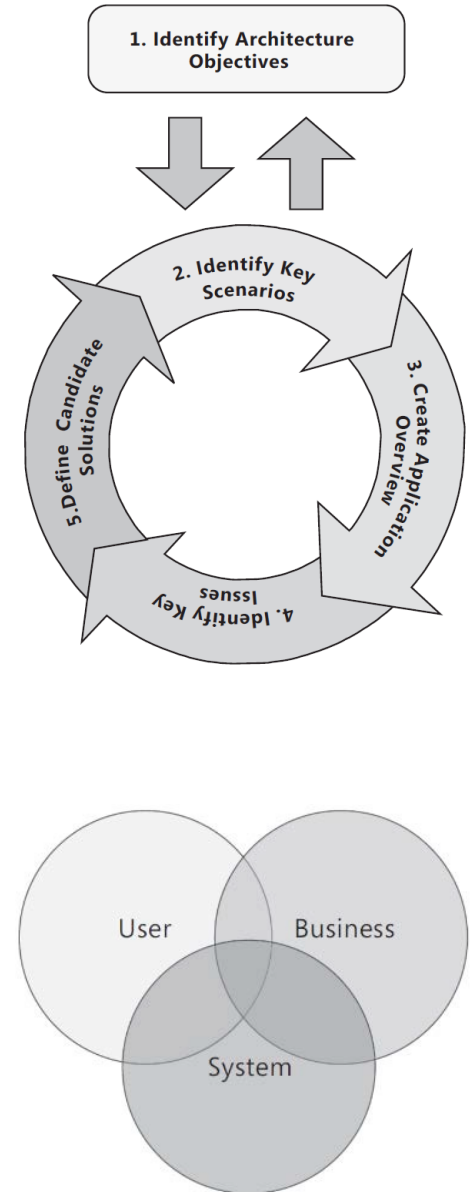 1. Identify Architecture
Objectives
2. Identify Key
Scenarios
3. Create Application
Overview
4. Identify Key
Issues
5.Define Candidate
Solutions
User
Business
System